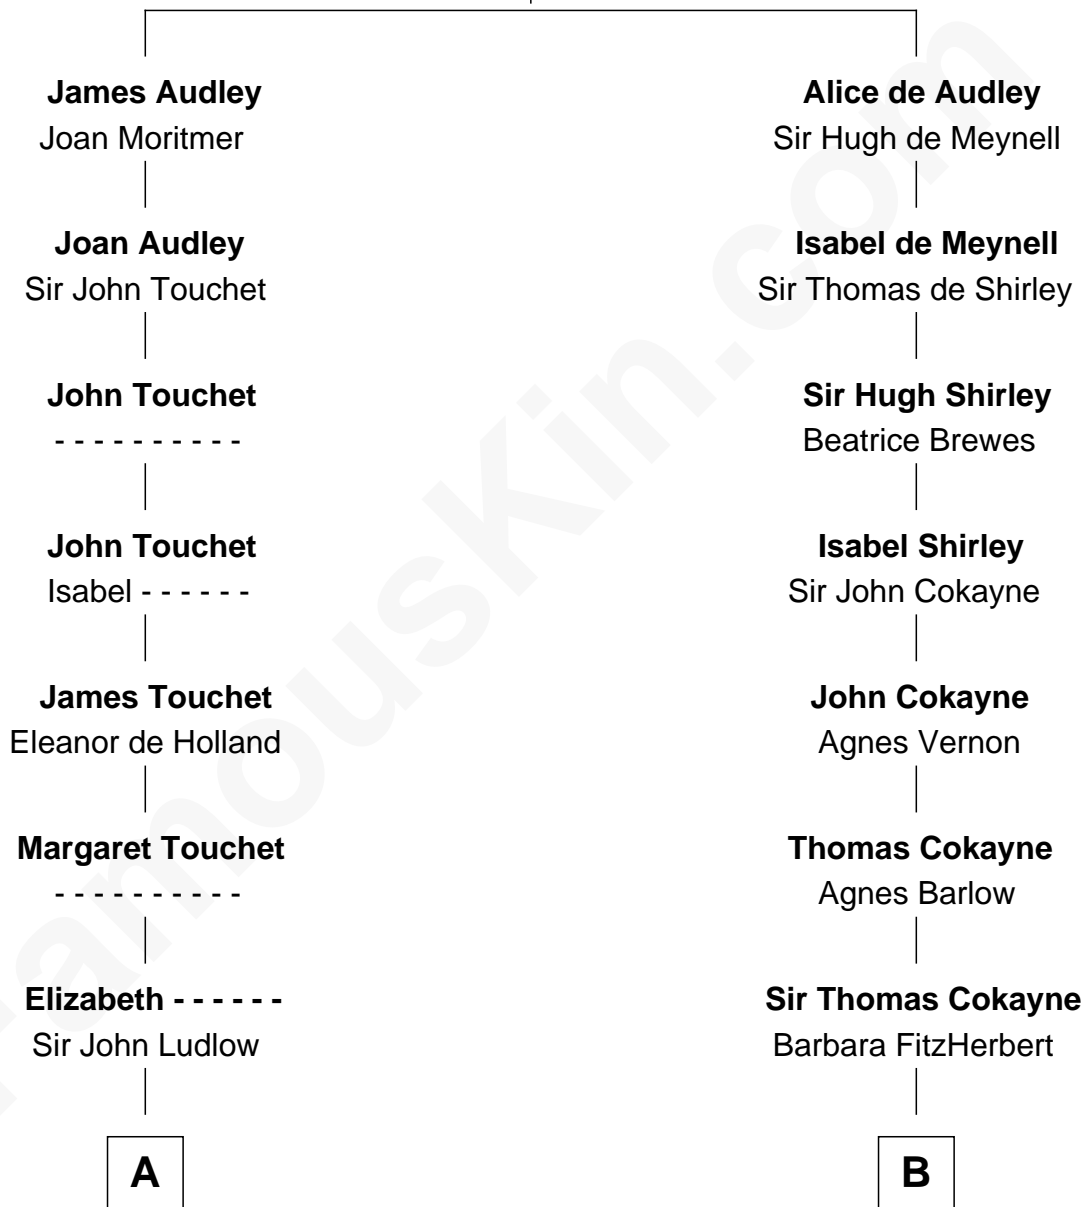 James Audley
Joan Moritmer
Joan Audley
Sir John Touchet
John Touchet
- - - - - - - - - -
John Touchet
Isabel - - - - - -
James Touchet
Eleanor de Holland
Margaret Touchet
- - - - - - - - - -
Elizabeth - - - - - -
Sir John Ludlow
A
Alice de Audley
Sir Hugh de Meynell
Isabel de Meynell
Sir Thomas de Shirley
Sir Hugh Shirley
Beatrice Brewes
Isabel Shirley
Sir John Cokayne
John Cokayne
Agnes Vernon
Thomas Cokayne
Agnes Barlow
Sir Thomas Cokayne
Barbara FitzHerbert
B
FamousKin.com